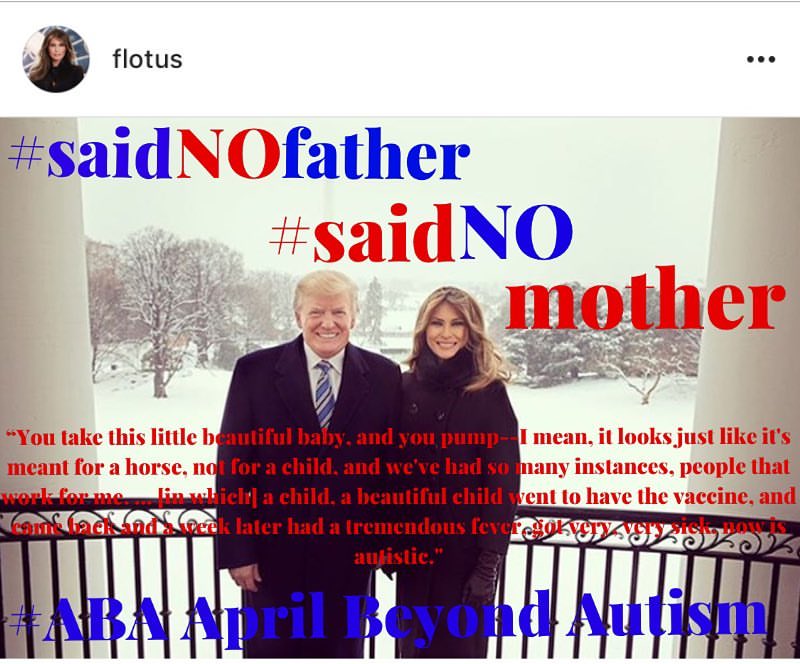 flotus
#saidNOfather
#saidNO
mother
“You take this little beautiful baby, and you pump--I mean, it looks just like it's
meant for a horse, not for a child, and we've had so many instances, people that
work for me. ... [in which] a child, a beautiful child went to have the vaccine, and
came back and a week later had a tremendous fever, got very, very sick, now is
autistic.”
#ABA April Beyond Autism